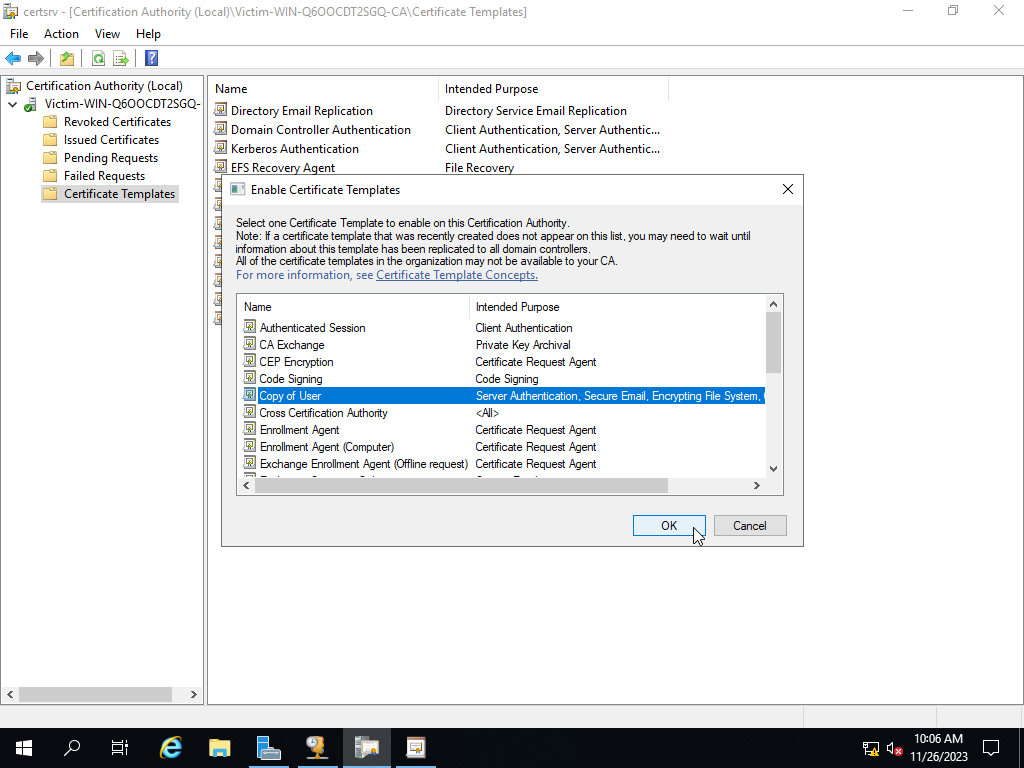 certsrv - [Certification Authority (Local)\Victim-WIN-Q6OOCDT2SGQ-CA\Certificate Templates]
File Action View Help
Certification Authority (Local)
Victim-WIN-Q6OOCDT2SGQ-
Revoked Certificates
Issued Certificates
Pending Requests
Failed Requests
Certificate Templates
Name Intended Purpose
Directory Email Replication Directory Service Email Replication
Domain Controller Authentication Client Authentication, Server Authentic...
Kerberos Authentication Client Authentication, Server Authentic...
EFS Recovery Agent File Recovery
Enable Certificate Templates
Select one Certificate Template to enable on this Certification Authority.
Note: If a certificate template that was recently created does not appear on this list, you may need to wait until
information about this template has been replicated to all domain controllers.
All of the certificate templates in the organization may not be available to your CA.
For more information, see Certificate Template Concepts.
Name Intended Purpose
Authenticated Session Client Authentication
CA Exchange Private Key Archival
CEP Encryption Certificate Request Agent
Code Signing Code Signing
Copy of User Server Authentication, Secure Email, Encrypting File System,
Cross Certification Authority <All>
Enrollment Agent Certificate Request Agent
Enrollment Agent (Computer) Certificate Request Agent
Exchange Enrollment Agent (Offline request) Certificate Request Agent
OK Cancel
10:06 AM
11/26/2023